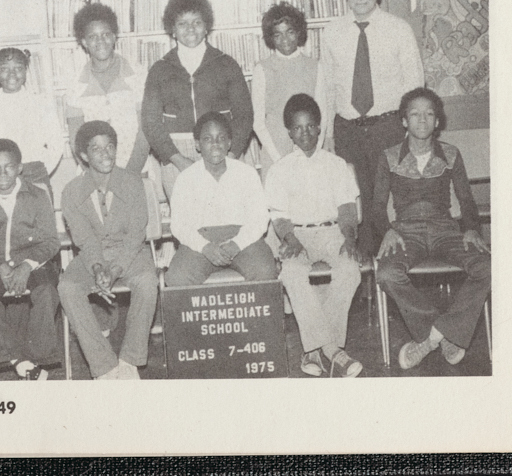 WADLEIGH
INTERMEDIATE
SCHOOL
CLASS 7-406
1975
49